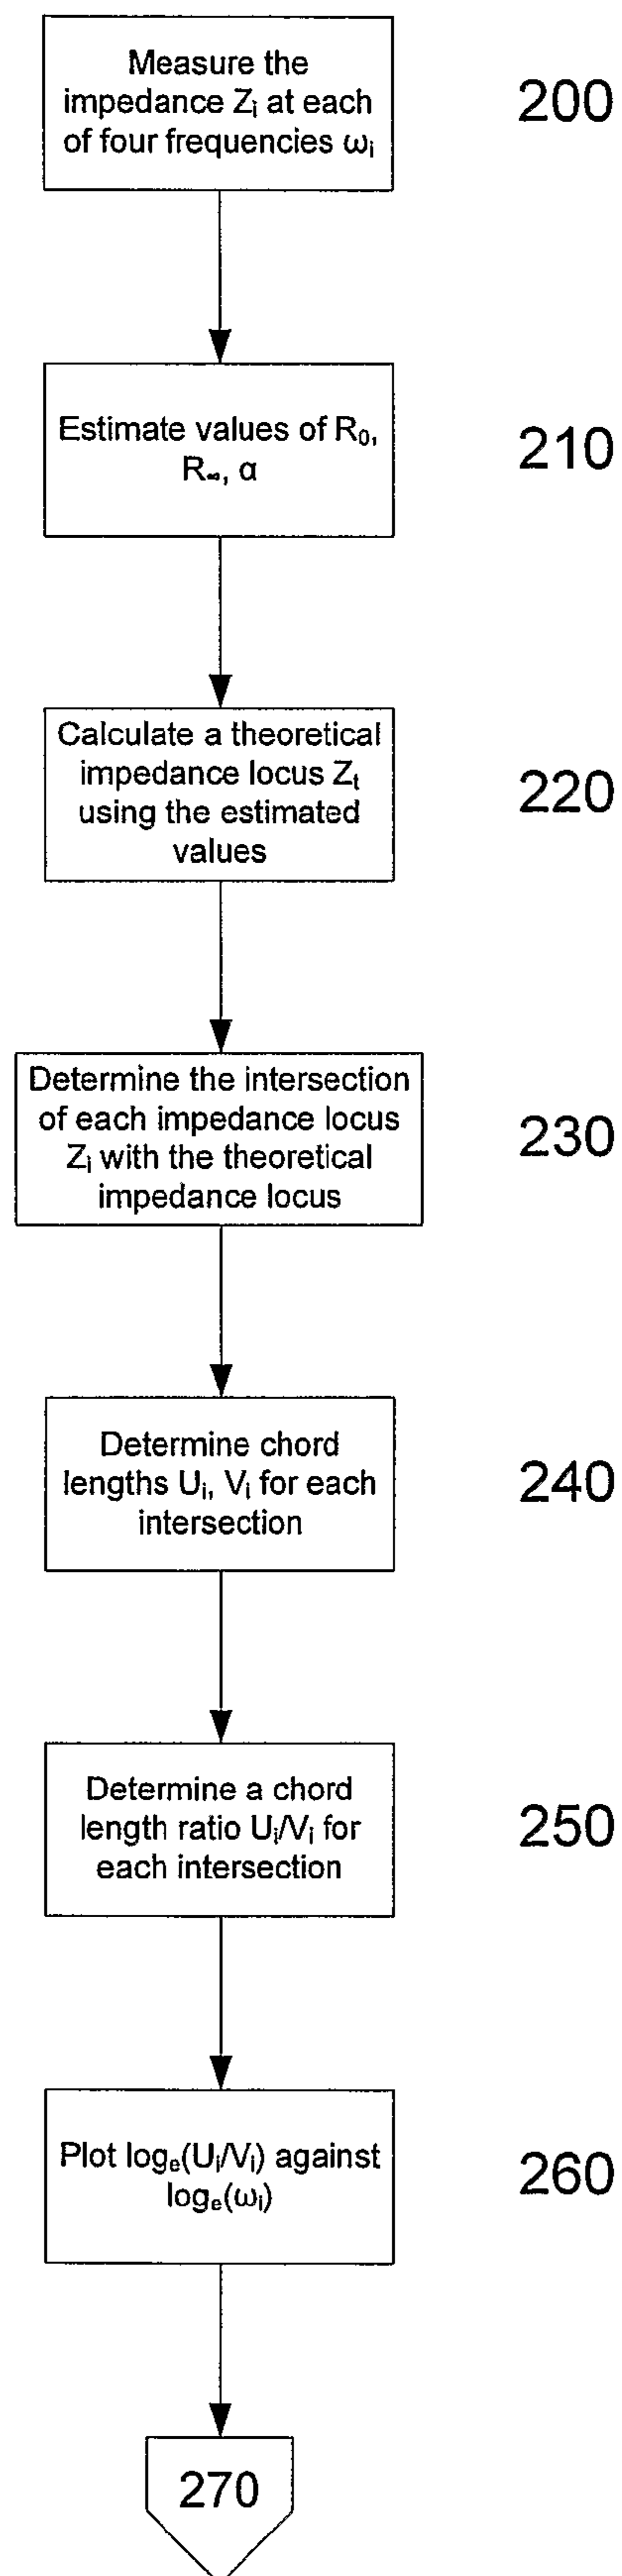 Measure the
impedance Zᵢ at each
of four frequencies ωᵢ
200
Estimate values of R₀,
R∞, α
210
Calculate a theoretical
impedance locus Zₜ
using the estimated
values
220
Determine the intersection
of each impedance locus
Zᵢ with the theoretical
impedance locus
230
Determine chord
lengths Uᵢ, Vᵢ for each
intersection
240
Determine a chord
length ratio Uᵢ/Vᵢ for
each intersection
250
Plot logₑ(Uᵢ/Vᵢ) against
logₑ(ωᵢ)
260
270